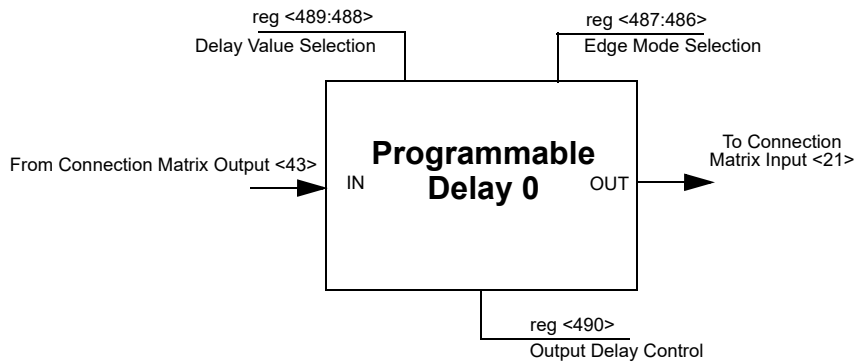 reg <489:488>
Delay Value Selection
reg <487:486>
Edge Mode Selection
From Connection Matrix Output <43>
IN
Programmable
Delay 0
OUT
To Connection
Matrix Input <21>
reg <490>
Output Delay Control